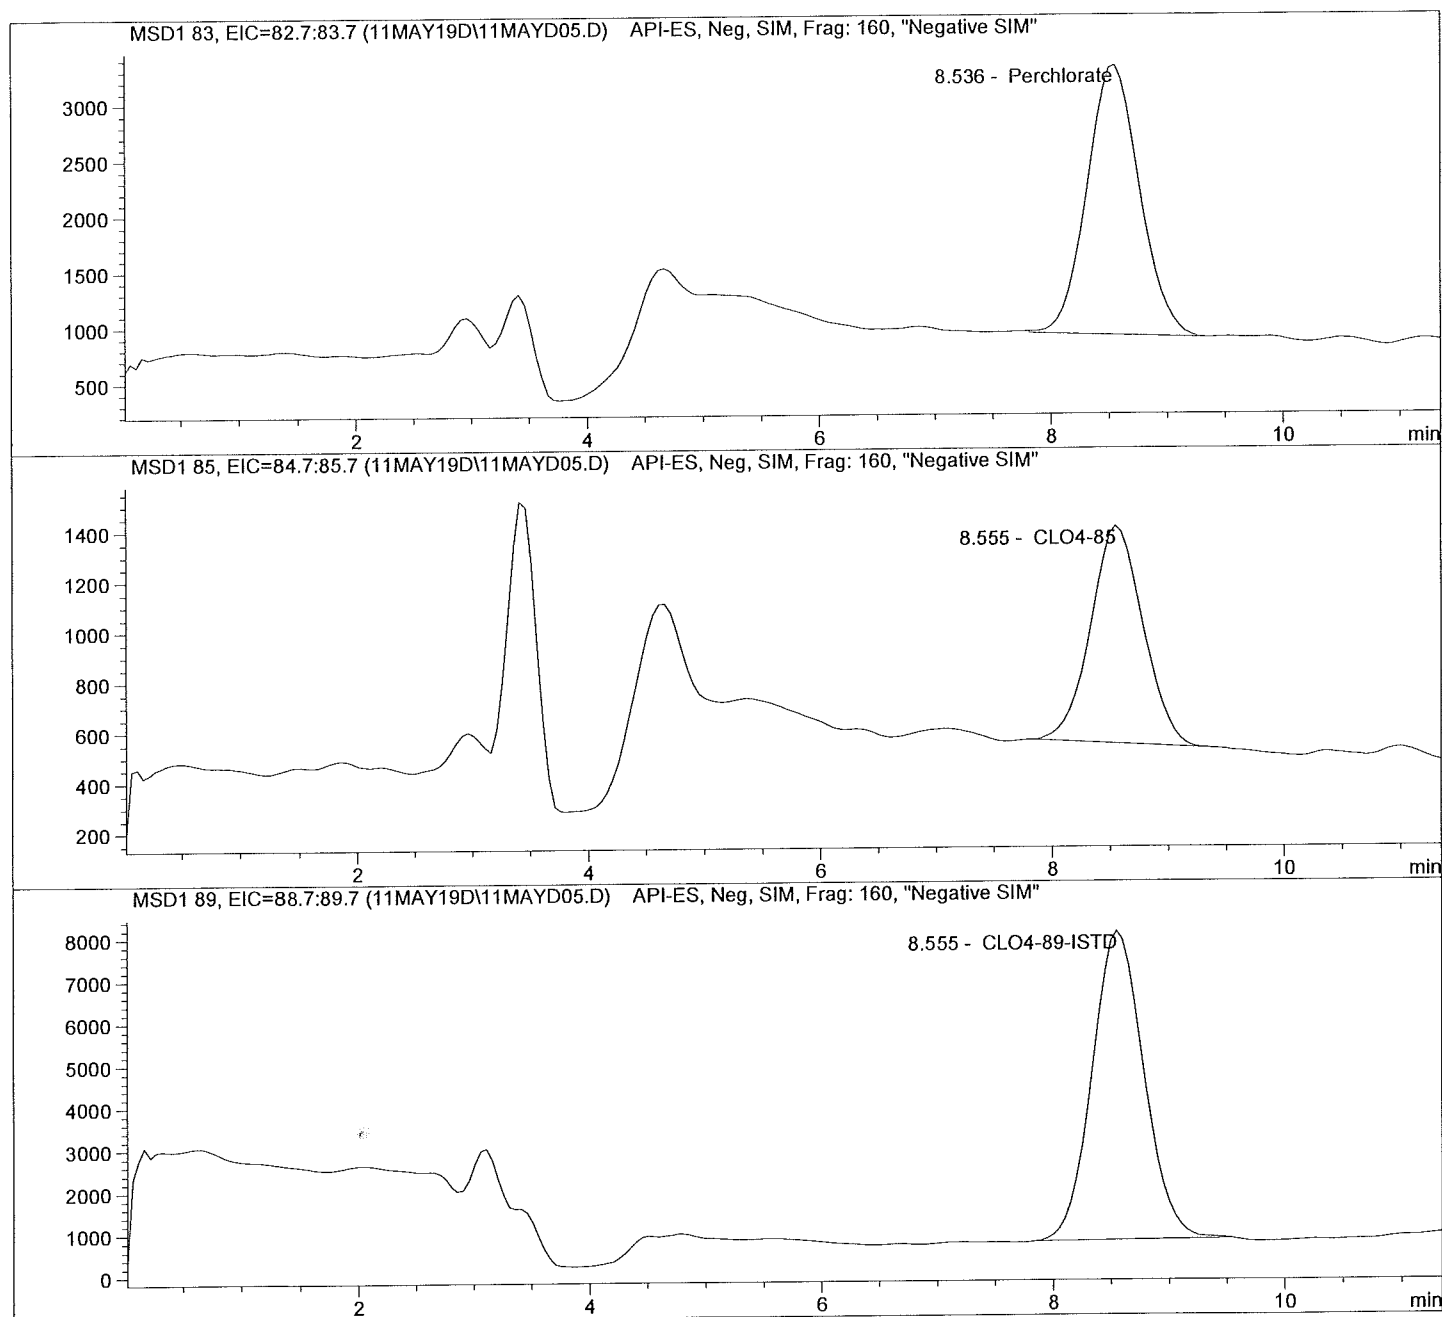 MSD1 83, EIC=82.7:83.7 (11MAY19D\11MAYD05.D) API-ES, Neg, SIM, Frag: 160, "Negative SIM"
8.536 - Perchlorate
3000
2500
2000
1500
1000
500
2 4 6 8 10 min
MSD1 85, EIC=84.7:85.7 (11MAY19D\11MAYD05.D) API-ES, Neg, SIM, Frag: 160, "Negative SIM"
8.555 - CLO4-85
1400
1200
1000
800
600
400
200
2 4 6 8 10 min
MSD1 89, EIC=88.7:89.7 (11MAY19D\11MAYD05.D) API-ES, Neg, SIM, Frag: 160, "Negative SIM"
8.555 - CLO4-89-ISTD
8000
7000
6000
5000
4000
3000
2000
1000
0
2 4 6 8 10 min